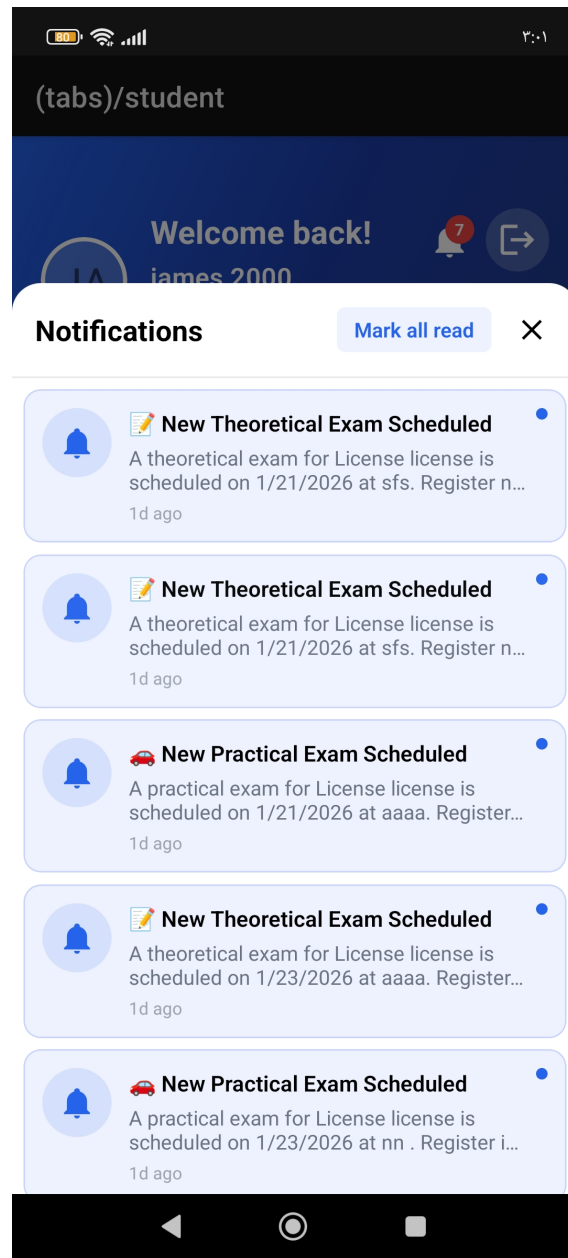 80
٣:٠١
(tabs)/student
Welcome back!
7
JA
james 2000
Notifications
Mark all read
📝 New Theoretical Exam Scheduled
A theoretical exam for License license is
scheduled on 1/21/2026 at sfs. Register n...
1d ago
📝 New Theoretical Exam Scheduled
A theoretical exam for License license is
scheduled on 1/21/2026 at sfs. Register n...
1d ago
🚗 New Practical Exam Scheduled
A practical exam for License license is
scheduled on 1/21/2026 at aaaa. Register...
1d ago
📝 New Theoretical Exam Scheduled
A theoretical exam for License license is
scheduled on 1/23/2026 at aaaa. Register...
1d ago
🚗 New Practical Exam Scheduled
A practical exam for License license is
scheduled on 1/23/2026 at nn . Register i...
1d ago